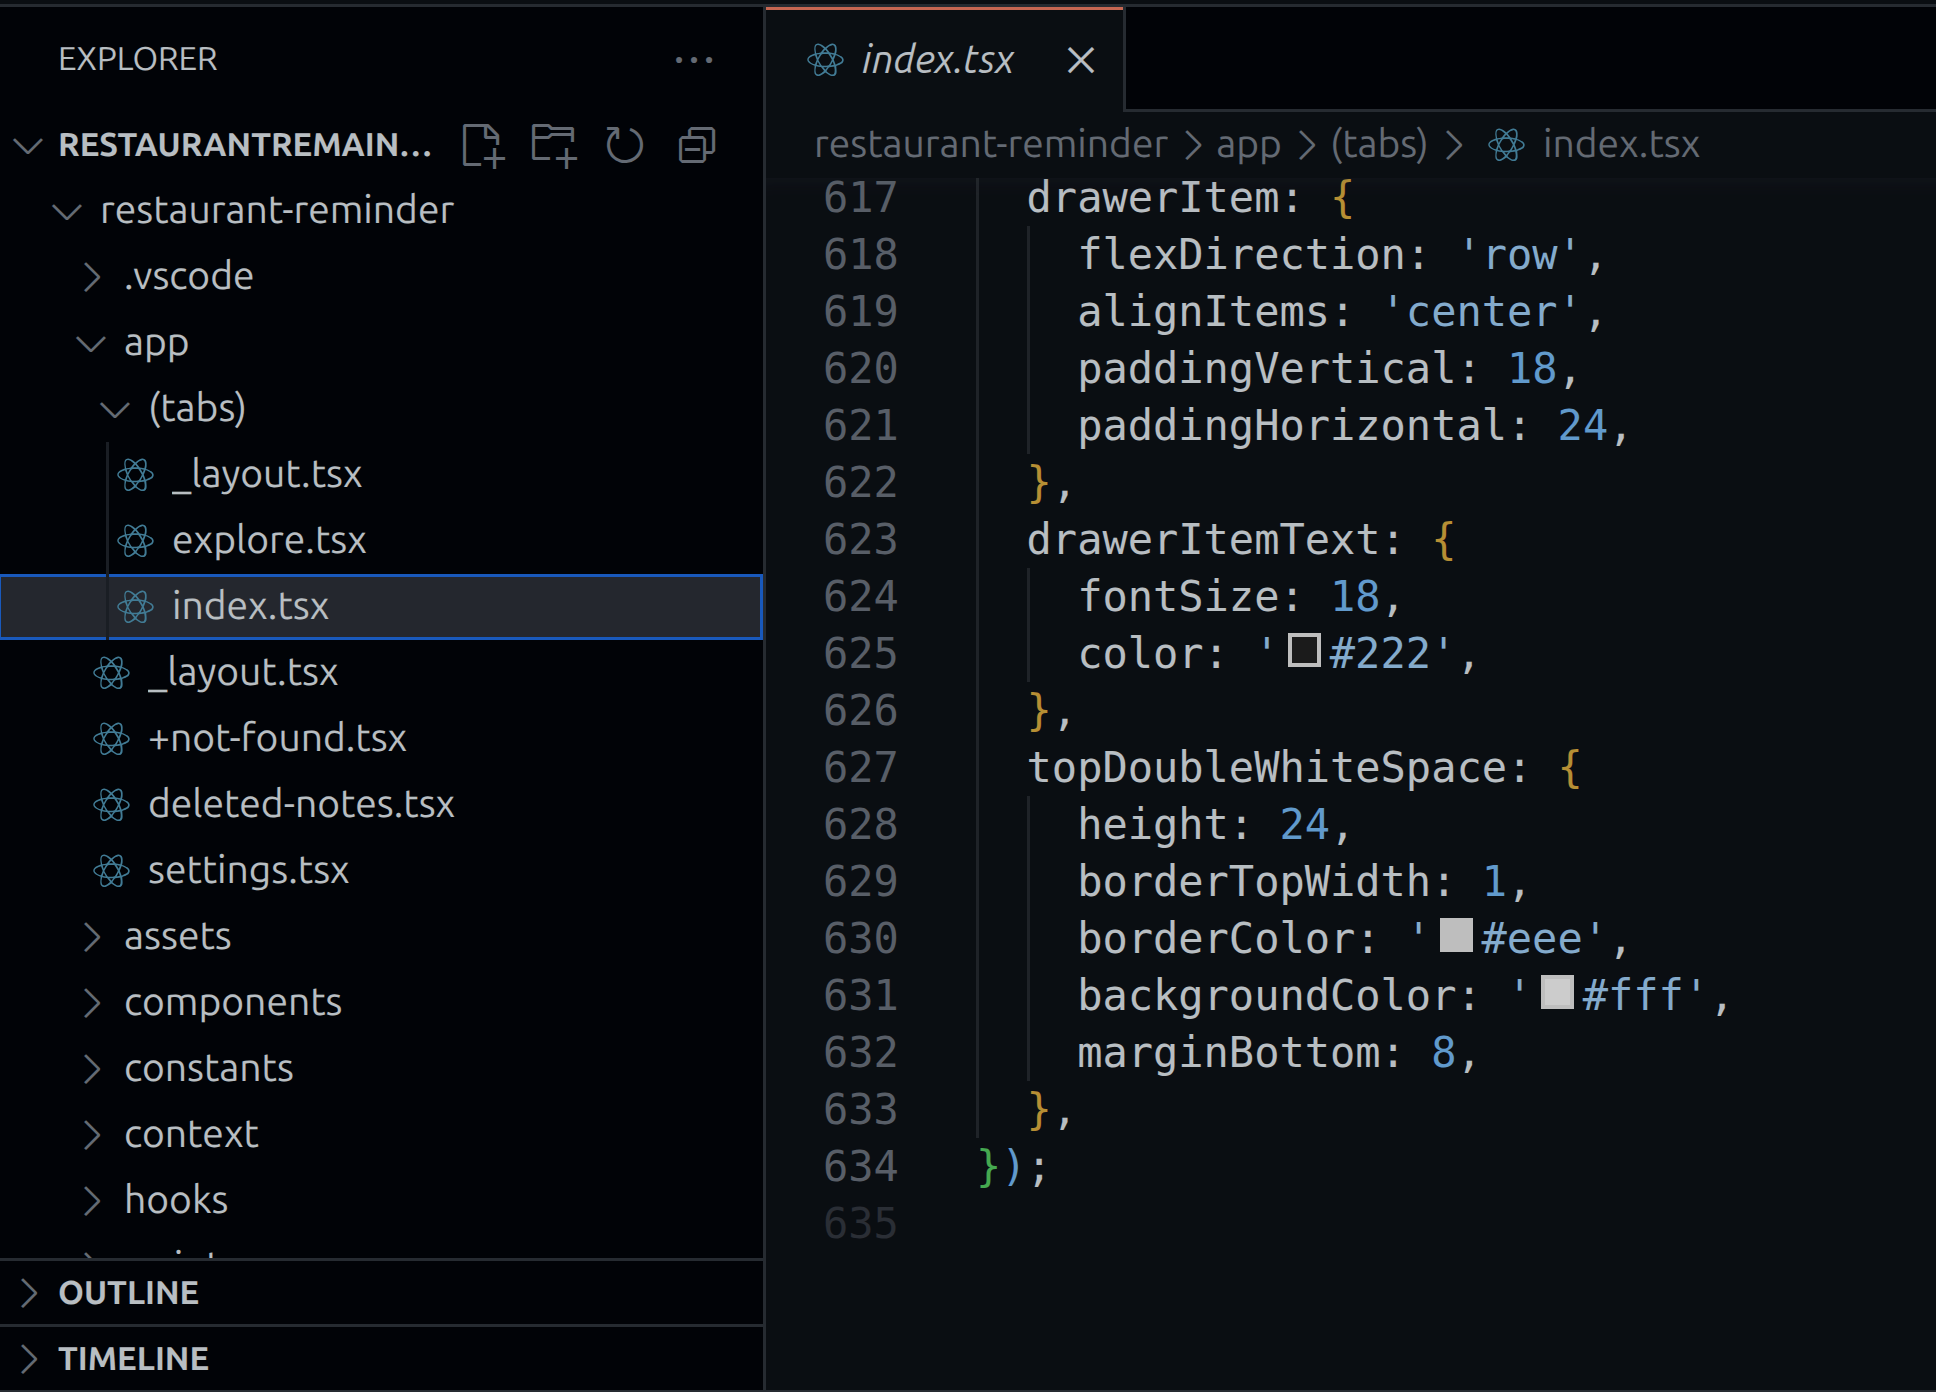 EXPLORER
RESTAURANTREMAIN...
restaurant-reminder
.vscode
app
(tabs)
_layout.tsx
explore.tsx
index.tsx
_layout.tsx
+not-found.tsx
deleted-notes.tsx
settings.tsx
assets
components
constants
context
hooks
OUTLINE
TIMELINE
index.tsx
restaurant-reminder > app > (tabs) > index.tsx
617 drawerItem: {
618 flexDirection: 'row',
619 alignItems: 'center',
620 paddingVertical: 18,
621 paddingHorizontal: 24,
622 },
623 drawerItemText: {
624 fontSize: 18,
625 color: '#222',
626 },
627 topDoubleWhiteSpace: {
628 height: 24,
629 borderTopWidth: 1,
630 borderColor: '#eee',
631 backgroundColor: '#fff',
632 marginBottom: 8,
633 },
634 });
635